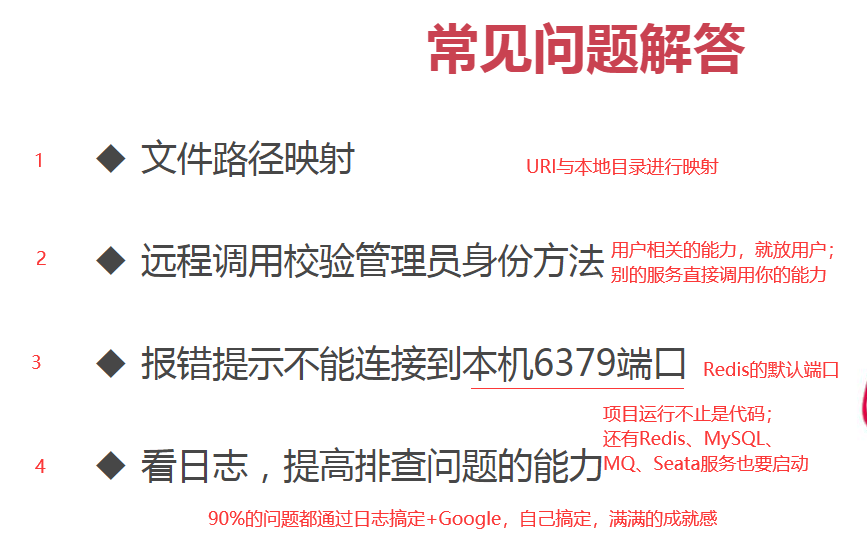 常见问题解答
1
◆ 文件路径映射
URI与本地目录进行映射
2
◆ 远程调用校验管理员身份方法
用户相关的能力，就放用户；
别的服务直接调用你的能力
3
◆ 报错提示不能连接到本机6379端口
Redis的默认端口
项目运行不止是代码；
还有Redis、MySQL、
MQ、Seata服务也要启动
4
◆ 看日志，提高排查问题的能力
90%的问题都通过日志搞定+Google，自己搞定，满满的成就感